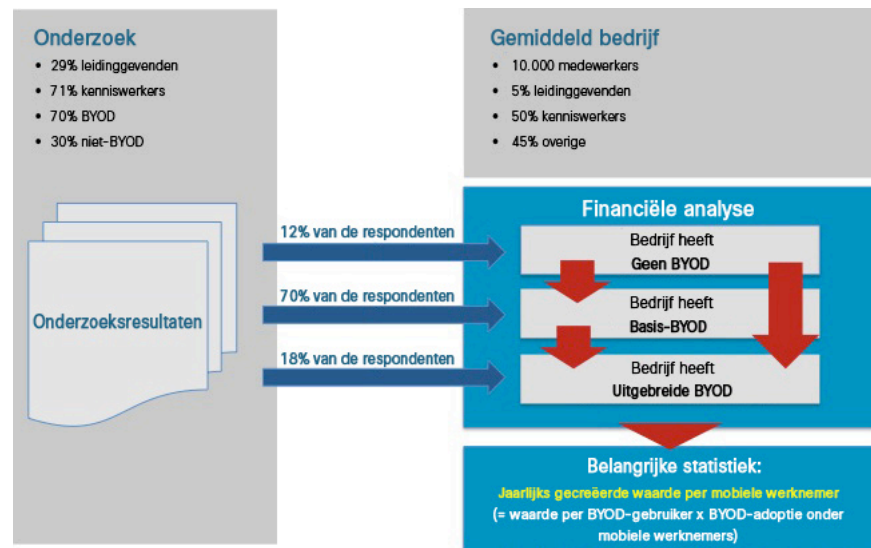 Onderzoek
• 29% leidinggevenden
• 71% kenniswerkers
• 70% BYOD
• 30% niet-BYOD
Onderzoeksresultaten
12% van de respondenten
70% van de respondenten
18% van de respondenten
Gemiddeld bedrijf
• 10.000 medewerkers
• 5% leidinggevenden
• 50% kenniswerkers
• 45% overige
Financiële analyse
Bedrijf heeft
Geen BYOD
Bedrijf heeft
Basis-BYOD
Bedrijf heeft
Uitgebreide BYOD
Belangrijke statistiek:
Jaarlijks gecreëerde waarde per mobiele werknemer
(= waarde per BYOD-gebruiker x BYOD-adoptie onder
mobiele werknemers)